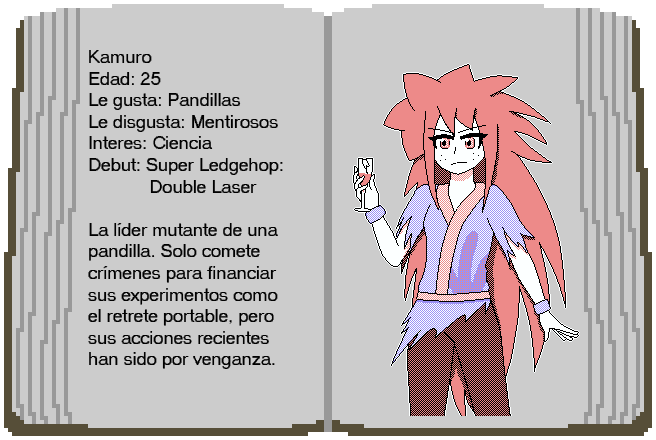 Kamuro
Edad: 25
Le gusta: Pandillas
Le disgusta: Mentirosos
Interes: Ciencia
Debut: Super Ledgehop:
Double Laser
La líder mutante de una
pandilla. Solo comete
crímenes para financiar
sus experimentos como
el retrete portable, pero
sus acciones recientes
han sido por venganza.